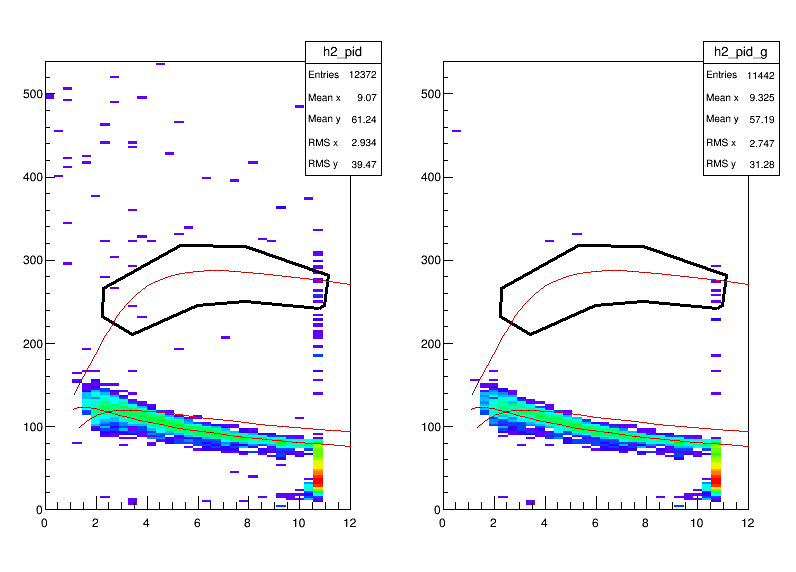 h2_pid
Entries 12372
Mean x 9.07
Mean y 61.24
RMS x 2.934
RMS y 39.47
500
400
300
200
100
0
0 2 4 6 8 10 12
h2_pid_g
Entries 11442
Mean x 9.325
Mean y 57.19
RMS x 2.747
RMS y 31.28
500
400
300
200
100
0
0 2 4 6 8 10 12